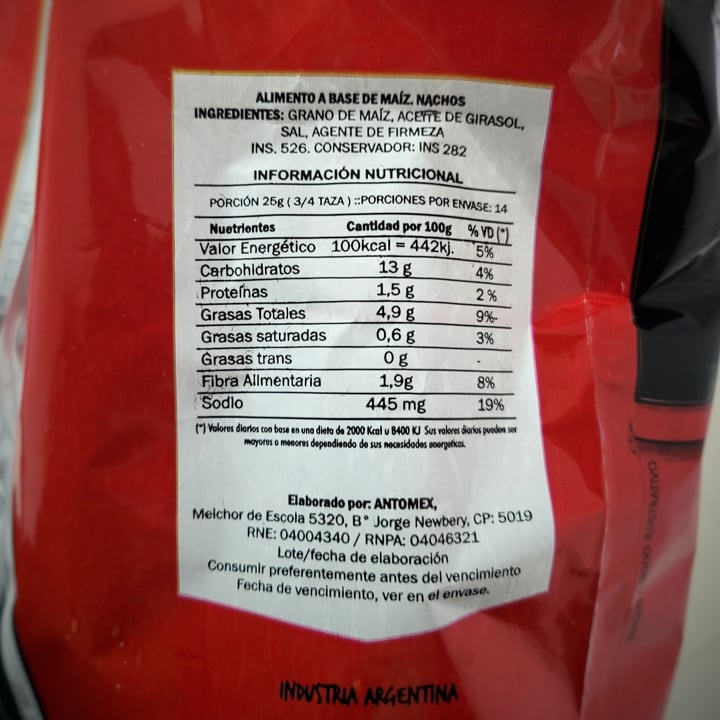 ALIMENTO A BASE DE MAÍZ. NACHOS
INGREDIENTES: GRANO DE MAÍZ, ACEITE DE GIRASOL,
SAL, AGENTE DE FIRMEZA
INS. 526. CONSERVADOR: INS 282
INFORMACIÓN NUTRICIONAL
PORCIÓN 25g ( 3/4 TAZA ) ::PORCIONES POR ENVASE: 14
Nuetrientes Cantidad por 100g % VD (*)
Valor Energético 100kcal = 442kj. 5%
Carbohidratos 13 g 4%
Proteínas 1,5 g 2 %
Grasas Totales 4,9 g 9%-
Grasas saturadas 0,6 g 3%
Grasas trans 0 g -
Fibra Alimentaria 1,9g 8%
Sodio 445 mg 19%
(*) Valores diarios con base en una dieta de 2000 Kcal u 8400 KJ Sus valores diarios pueden ser
mayores o menores dependiendo de sus necesidades energeticas.
Elaborado por: ANTOMEX,
Melchor de Escola 5320, B° Jorge Newbery, CP: 5019
RNE: 04004340 / RNPA: 04046321
Lote/fecha de elaboración
Consumir preferentemente antes del vencimiento
Fecha de vencimiento, ver en el envase.
INDUSTRIA ARGENTINA
ILUSTRATIVO